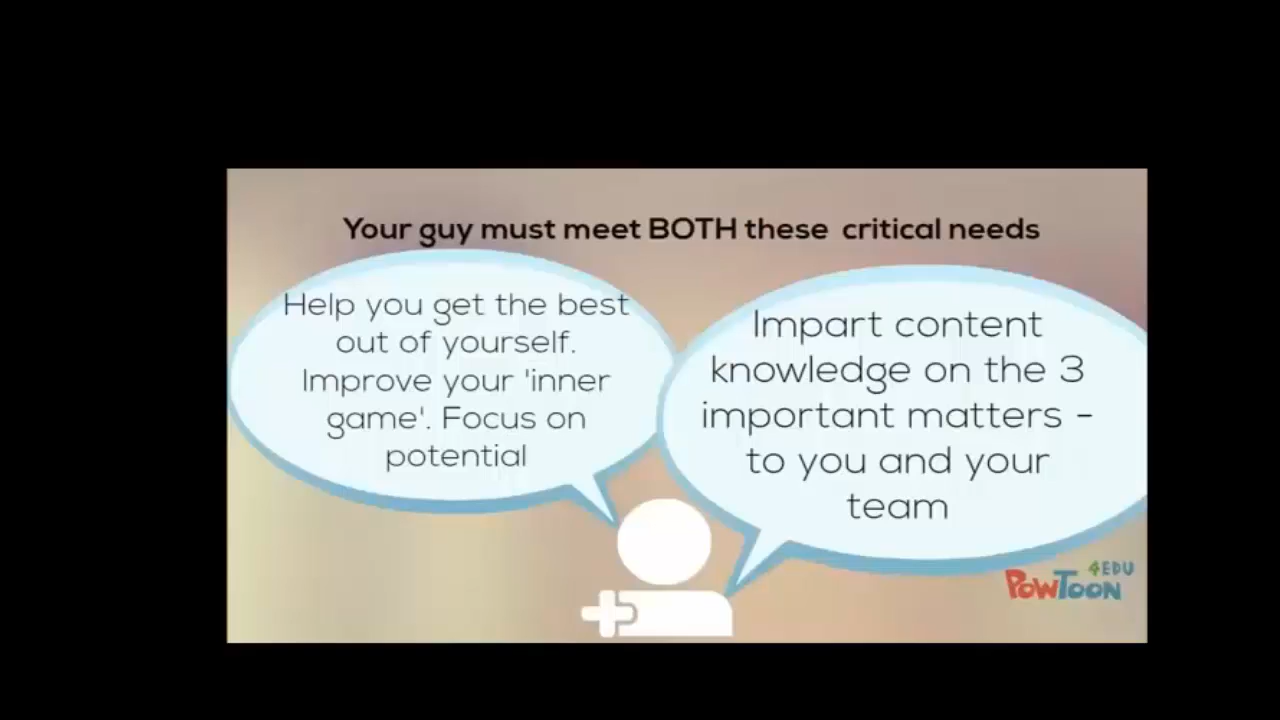 Your guy must meet BOTH these critical needs
Help you get the best
out of yourself.
Improve your 'inner
game'. Focus on
potential
Impart content
knowledge on the 3
important matters -
to you and your
team
4EDU
POWTOON